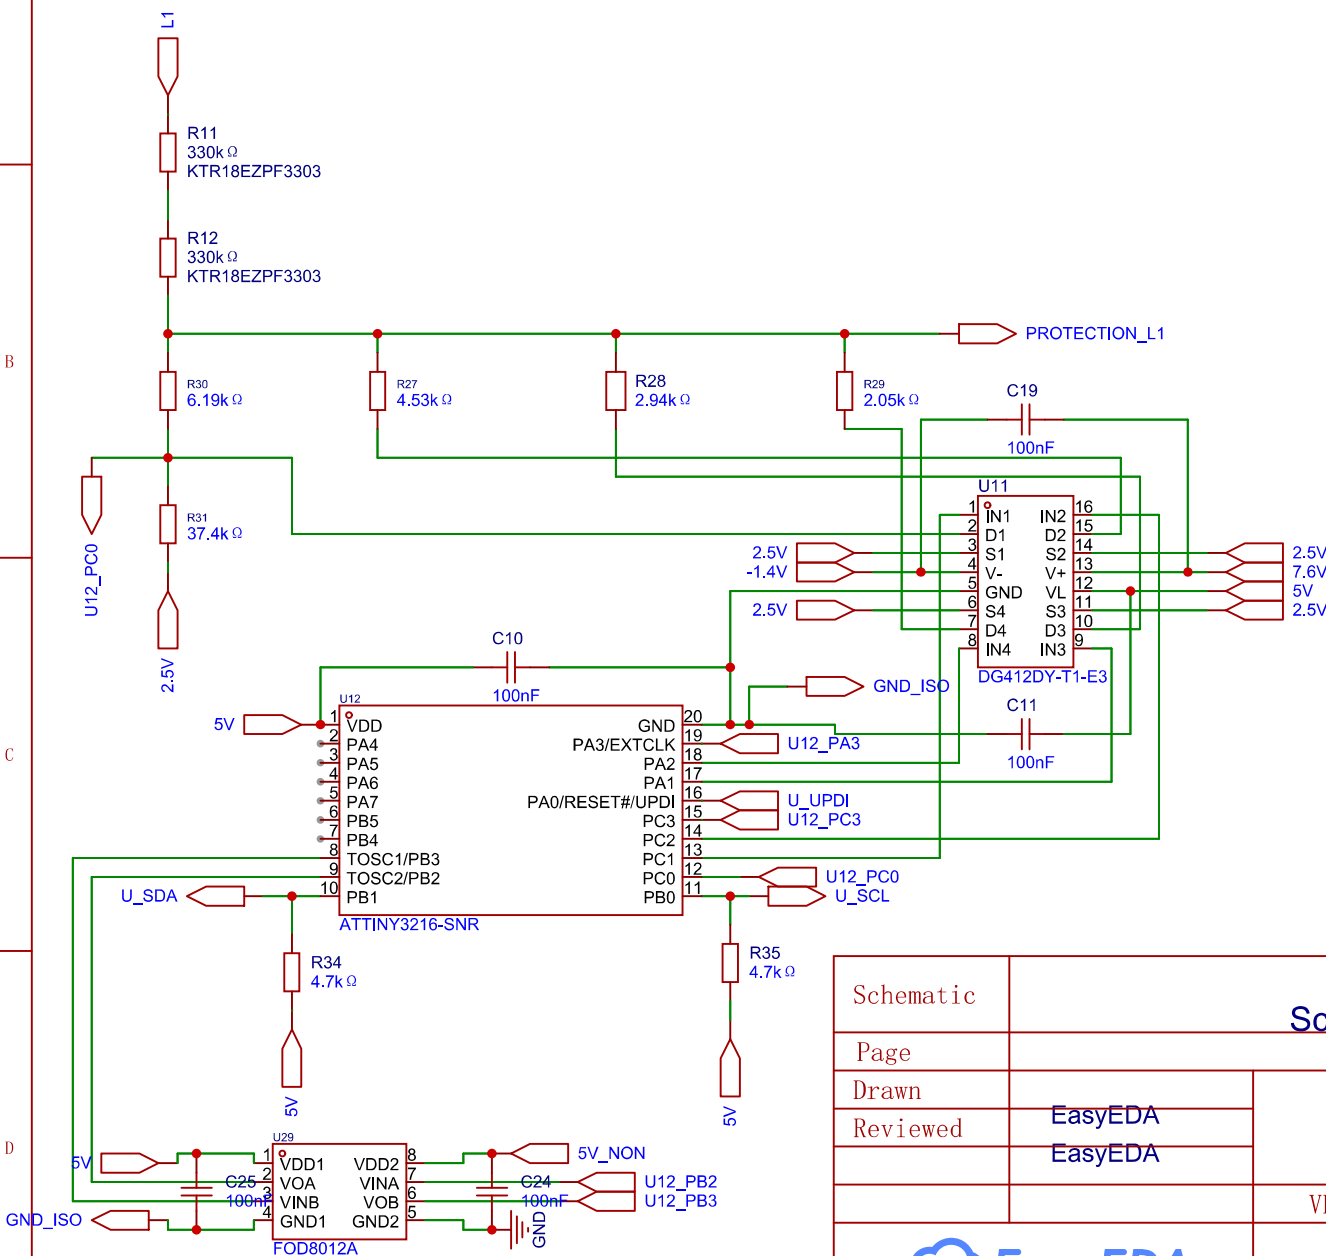 L1
R11
330kΩ
KTR18EZPF3303
R12
330kΩ
KTR18EZPF3303
PROTECTION_L1
B
R30
6.19kΩ
R27
4.53kΩ
R28
2.94kΩ
R29
2.05kΩ
C19
100nF
U12_PC0
R31
37.4kΩ
2.5V
U11
1 IN1 IN2 16
2 D1 D2 15
3 S1 S2 14
4 V- V+ 13
5 GND VL 12
6 S4 S3 11
7 D4 D3 10
8 IN4 IN3 9
DG412DY-T1-E3
2.5V
-1.4V
2.5V
2.5V
7.6V
5V
2.5V
C10
100nF
GND_ISO
C11
100nF
C
U12
5V
1 VDD GND 20
2 PA4 PA3/EXTCLK 19
3 PA5 PA2 18
4 PA6 PA1 17
5 PA7 PA0/RESET#/UPDI 16
6 PB5 PC3 15
7 PB4 PC2 14
8 TOSC1/PB3 PC1 13
9 TOSC2/PB2 PC0 12
10 PB1 PB0 11
ATTINY3216-SNR
U12_PA3
U_UPDI
U12_PC3
U12_PC0
U_SCL
U_SDA
R34
4.7kΩ
5V
R35
4.7kΩ
5V
D
U29
5V
GND_ISO
C25
100nF
1 VDD1 VDD2 8
2 VOA VINA 7
3 VINB VOB 6
4 GND1 GND2 5
FOD8012A
5V_NON
C24
100nF
U12_PB2
U12_PB3
GND
Schematic
Page
Drawn
EasyEDA
Reviewed
EasyEDA